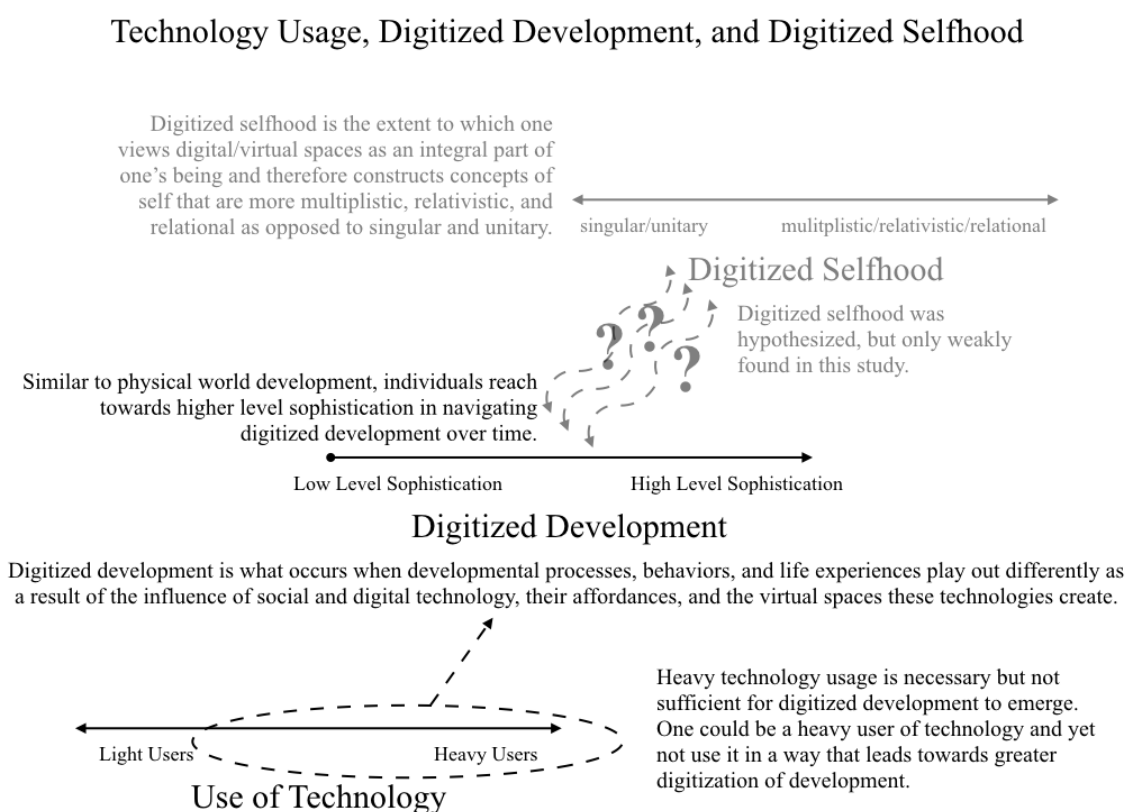 Technology Usage, Digitized Development, and Digitized Selfhood
Digitized selfhood is the extent to which one
views digital/virtual spaces as an integral part of
one's being and therefore constructs concepts of
self that are more multiplistic, relativistic, and
relational as opposed to singular and unitary.
singular/unitary
mulitplistic/relativistic/relational
Digitized Selfhood
? ? ?
Digitized selfhood was
hypothesized, but only weakly
found in this study.
Similar to physical world development, individuals reach
towards higher level sophistication in navigating
digitized development over time.
Low Level Sophistication
High Level Sophistication
Digitized Development
Digitized development is what occurs when developmental processes, behaviors, and life experiences play out differently as
a result of the influence of social and digital technology, their affordances, and the virtual spaces these technologies create.
Heavy technology usage is necessary but not
sufficient for digitized development to emerge.
One could be a heavy user of technology and yet
not use it in a way that leads towards greater
digitization of development.
Light Users
Heavy Users
Use of Technology